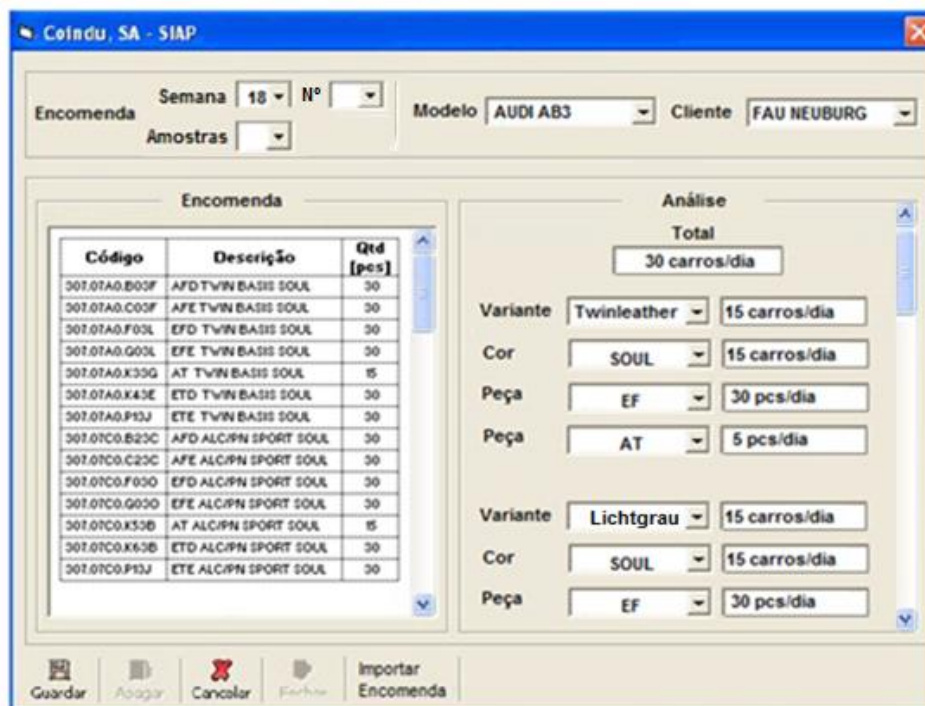 Coindu, SA - SIAP
Encomenda
Semana 18 Nº
Amostras
Modelo AUDI AB3 Cliente FAU NEUBURG
Encomenda
Código Descrição Qtd [pcs]
307.07A0.B03F AFD TWIN BASIS SOUL 30
307.07A0.C03F AFE TWIN BASIS SOUL 30
307.07A0.F03L EFD TWIN BASIS SOUL 30
307.07A0.G03L EFE TWIN BASIS SOUL 30
307.07A0.K33G AT TWIN BASIS SOUL 15
307.07A0.K43E ETD TWIN BASIS SOUL 30
307.07A0.P13J ETE TWIN BASIS SOUL 30
307.07C0.B23C AFD ALC/PN SPORT SOUL 30
307.07C0.C23C AFE ALC/PN SPORT SOUL 30
307.07C0.F03O EFD ALC/PN SPORT SOUL 30
307.07C0.G03O EFE ALC/PN SPORT SOUL 30
307.07C0.K53B AT ALC/PN SPORT SOUL 15
307.07C0.K63B ETD ALC/PN SPORT SOUL 30
307.07C0.P13J ETE ALC/PN SPORT SOUL 30
Análise
Total
30 carros/dia
Variante Twinleather 15 carros/dia
Cor SOUL 15 carros/dia
Peça EF 30 pcs/dia
Peça AT 5 pcs/dia
Variante Lichtgrau 15 carros/dia
Cor SOUL 15 carros/dia
Peça EF 30 pcs/dia
Guardar Apagar Cancelar Fechar Importar Encomenda